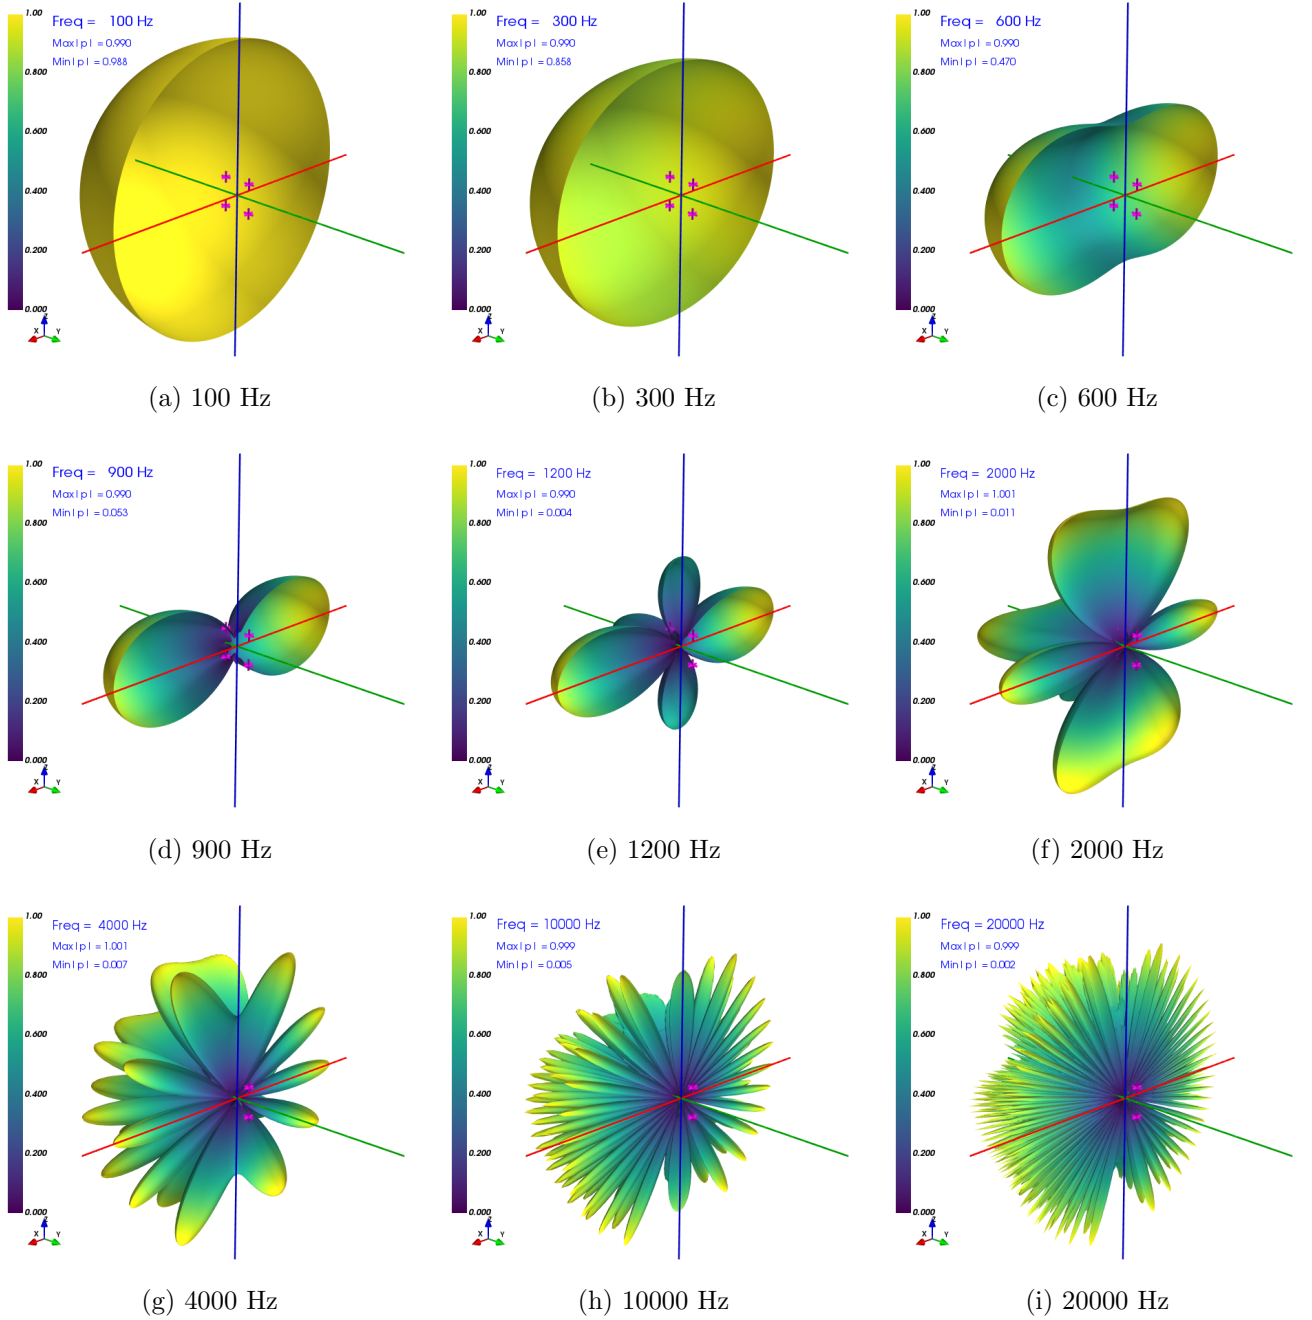 1.00
Freq = 100 Hz
Max|p| = 0.990
Min|p| = 0.988
0.800
0.600
0.400
0.200
0.000
Z
X Y
(a) 100 Hz
1.00
Freq = 300 Hz
Max|p| = 0.990
Min|p| = 0.858
0.800
0.600
0.400
0.200
0.000
Z
X Y
(b) 300 Hz
1.00
Freq = 600 Hz
Max|p| = 0.990
Min|p| = 0.470
0.800
0.600
0.400
0.200
0.000
Z
X Y
(c) 600 Hz
1.00
Freq = 900 Hz
Max|p| = 0.990
Min|p| = 0.053
0.800
0.600
0.400
0.200
0.000
Z
X Y
(d) 900 Hz
1.00
Freq = 1200 Hz
Max|p| = 0.990
Min|p| = 0.004
0.800
0.600
0.400
0.200
0.000
Z
X Y
(e) 1200 Hz
1.00
Freq = 2000 Hz
Max|p| = 1.001
Min|p| = 0.011
0.800
0.600
0.400
0.200
0.000
Z
X Y
(f) 2000 Hz
1.00
Freq = 4000 Hz
Max|p| = 1.001
Min|p| = 0.007
0.800
0.600
0.400
0.200
0.000
Z
X Y
(g) 4000 Hz
1.00
Freq = 10000 Hz
Max|p| = 0.999
Min|p| = 0.005
0.800
0.600
0.400
0.200
0.000
Z
X Y
(h) 10000 Hz
1.00
Freq = 20000 Hz
Max|p| = 0.999
Min|p| = 0.002
0.800
0.600
0.400
0.200
0.000
Z
X Y
(i) 20000 Hz